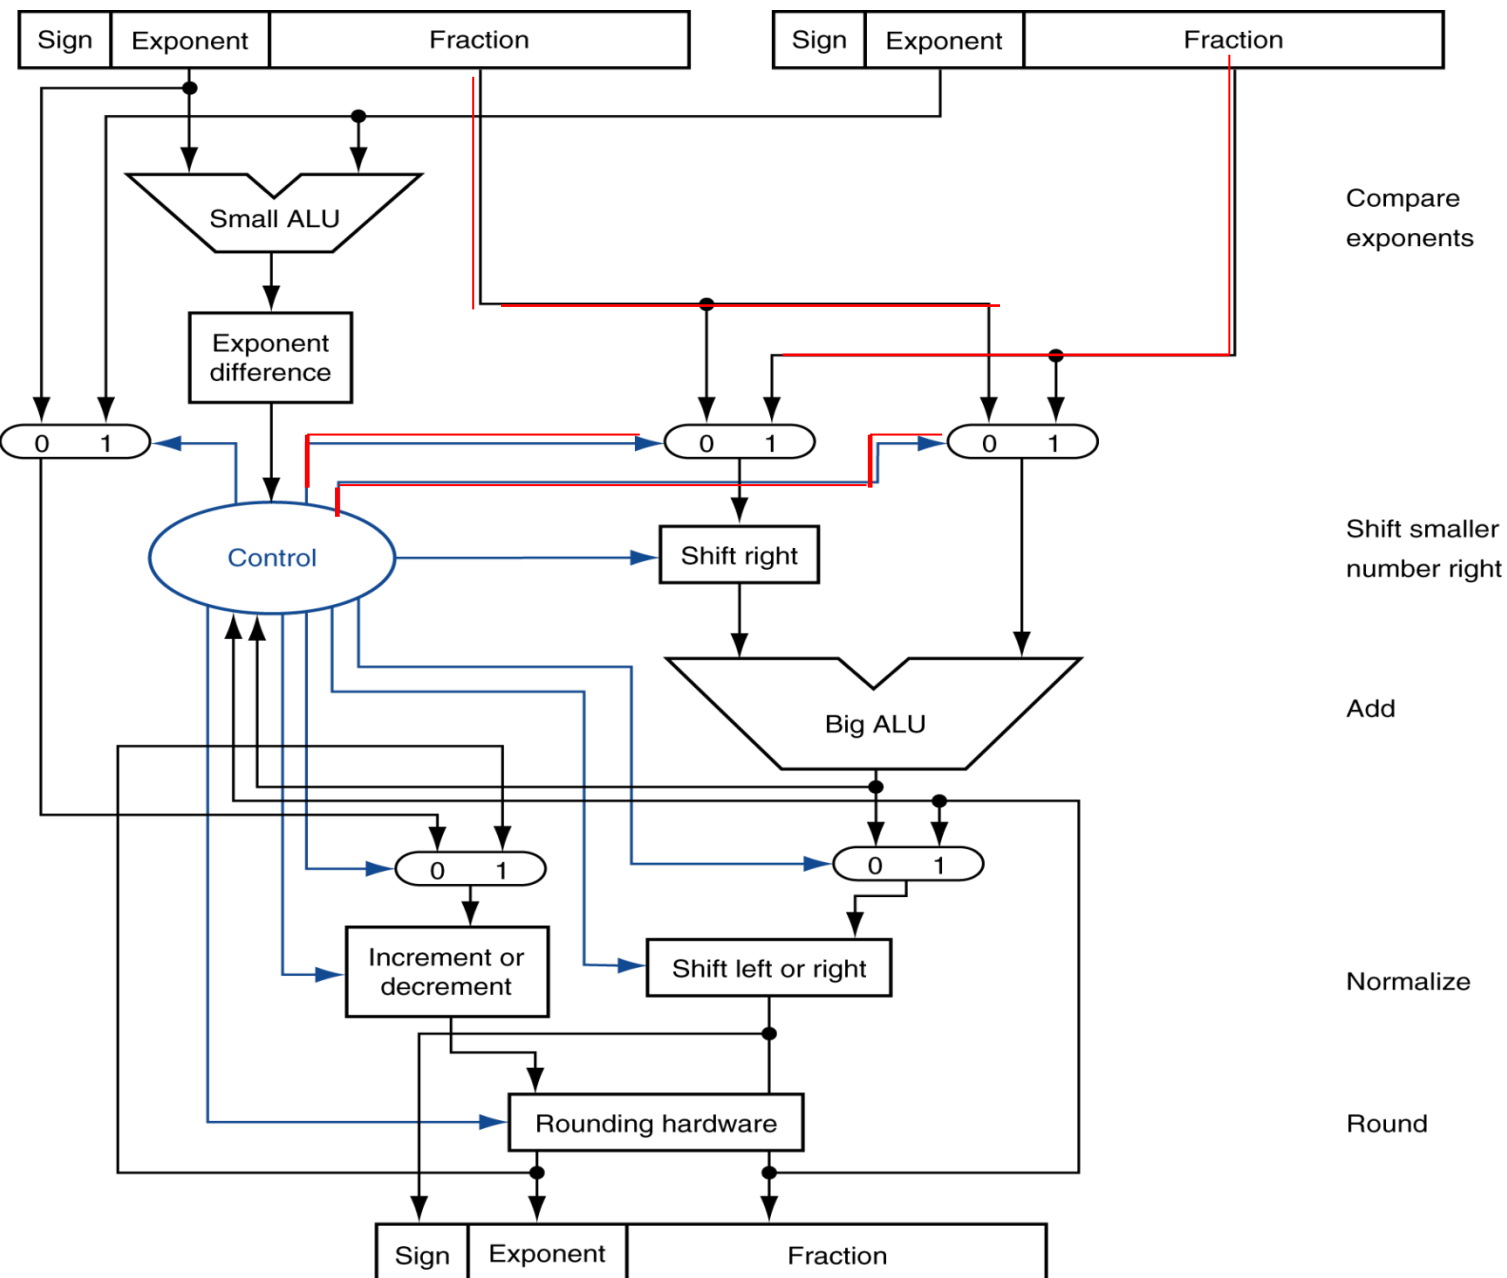 Sign Exponent Fraction Sign Exponent Fraction
Small ALU
Compare
exponents
Exponent
difference
0 1 0 1 0 1
Control
Shift right
Shift smaller
number right
Big ALU
Add
0 1 0 1
Increment or
decrement
Shift left or right
Normalize
Rounding hardware
Round
Sign Exponent Fraction